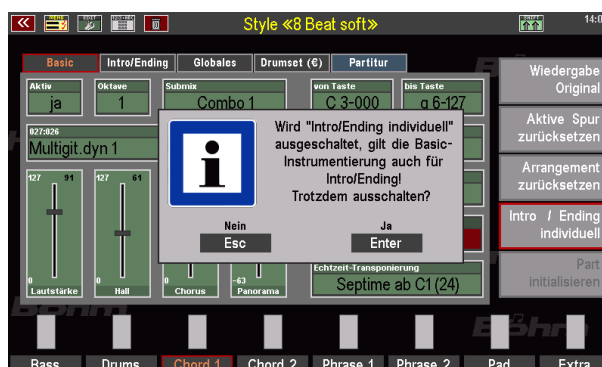 Style «8 Beat soft»
14:0
Basic
Intro/Ending
Globales
Drumset (€)
Partitur
Aktiv
ja
Oktave
1
Submix
Combo 1
von Taste
C 3-000
bis Taste
g 6-127
027:026
Multigit.dyn 1
Wird "Intro/Ending individuell"
ausgeschaltet, gilt die Basic-
Instrumentierung auch für
Intro/Ending!
Trotzdem ausschalten?
Nein
Esc
Ja
Enter
127 91
127 61
0
Lautstärke
0
Hall
0
Chorus
-63
Panorama
Echtzeit-Transponierung
Septime ab C1 (24)
Wiedergabe
Original
Aktive Spur
zurücksetzen
Arrangement
zurücksetzen
Intro / Ending
individuell
Part
initialisieren
Böhm
Böhm
Bass
Drums
Chord 1
Chord 2
Phrase 1
Phrase 2
Pad
Extra